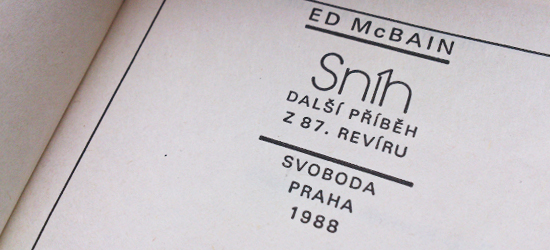 ED McBAIN
Sníh
DALŠÍ PŘÍBĚH
Z 87. REVÍRU
SVOBODA
PRAHA
1988